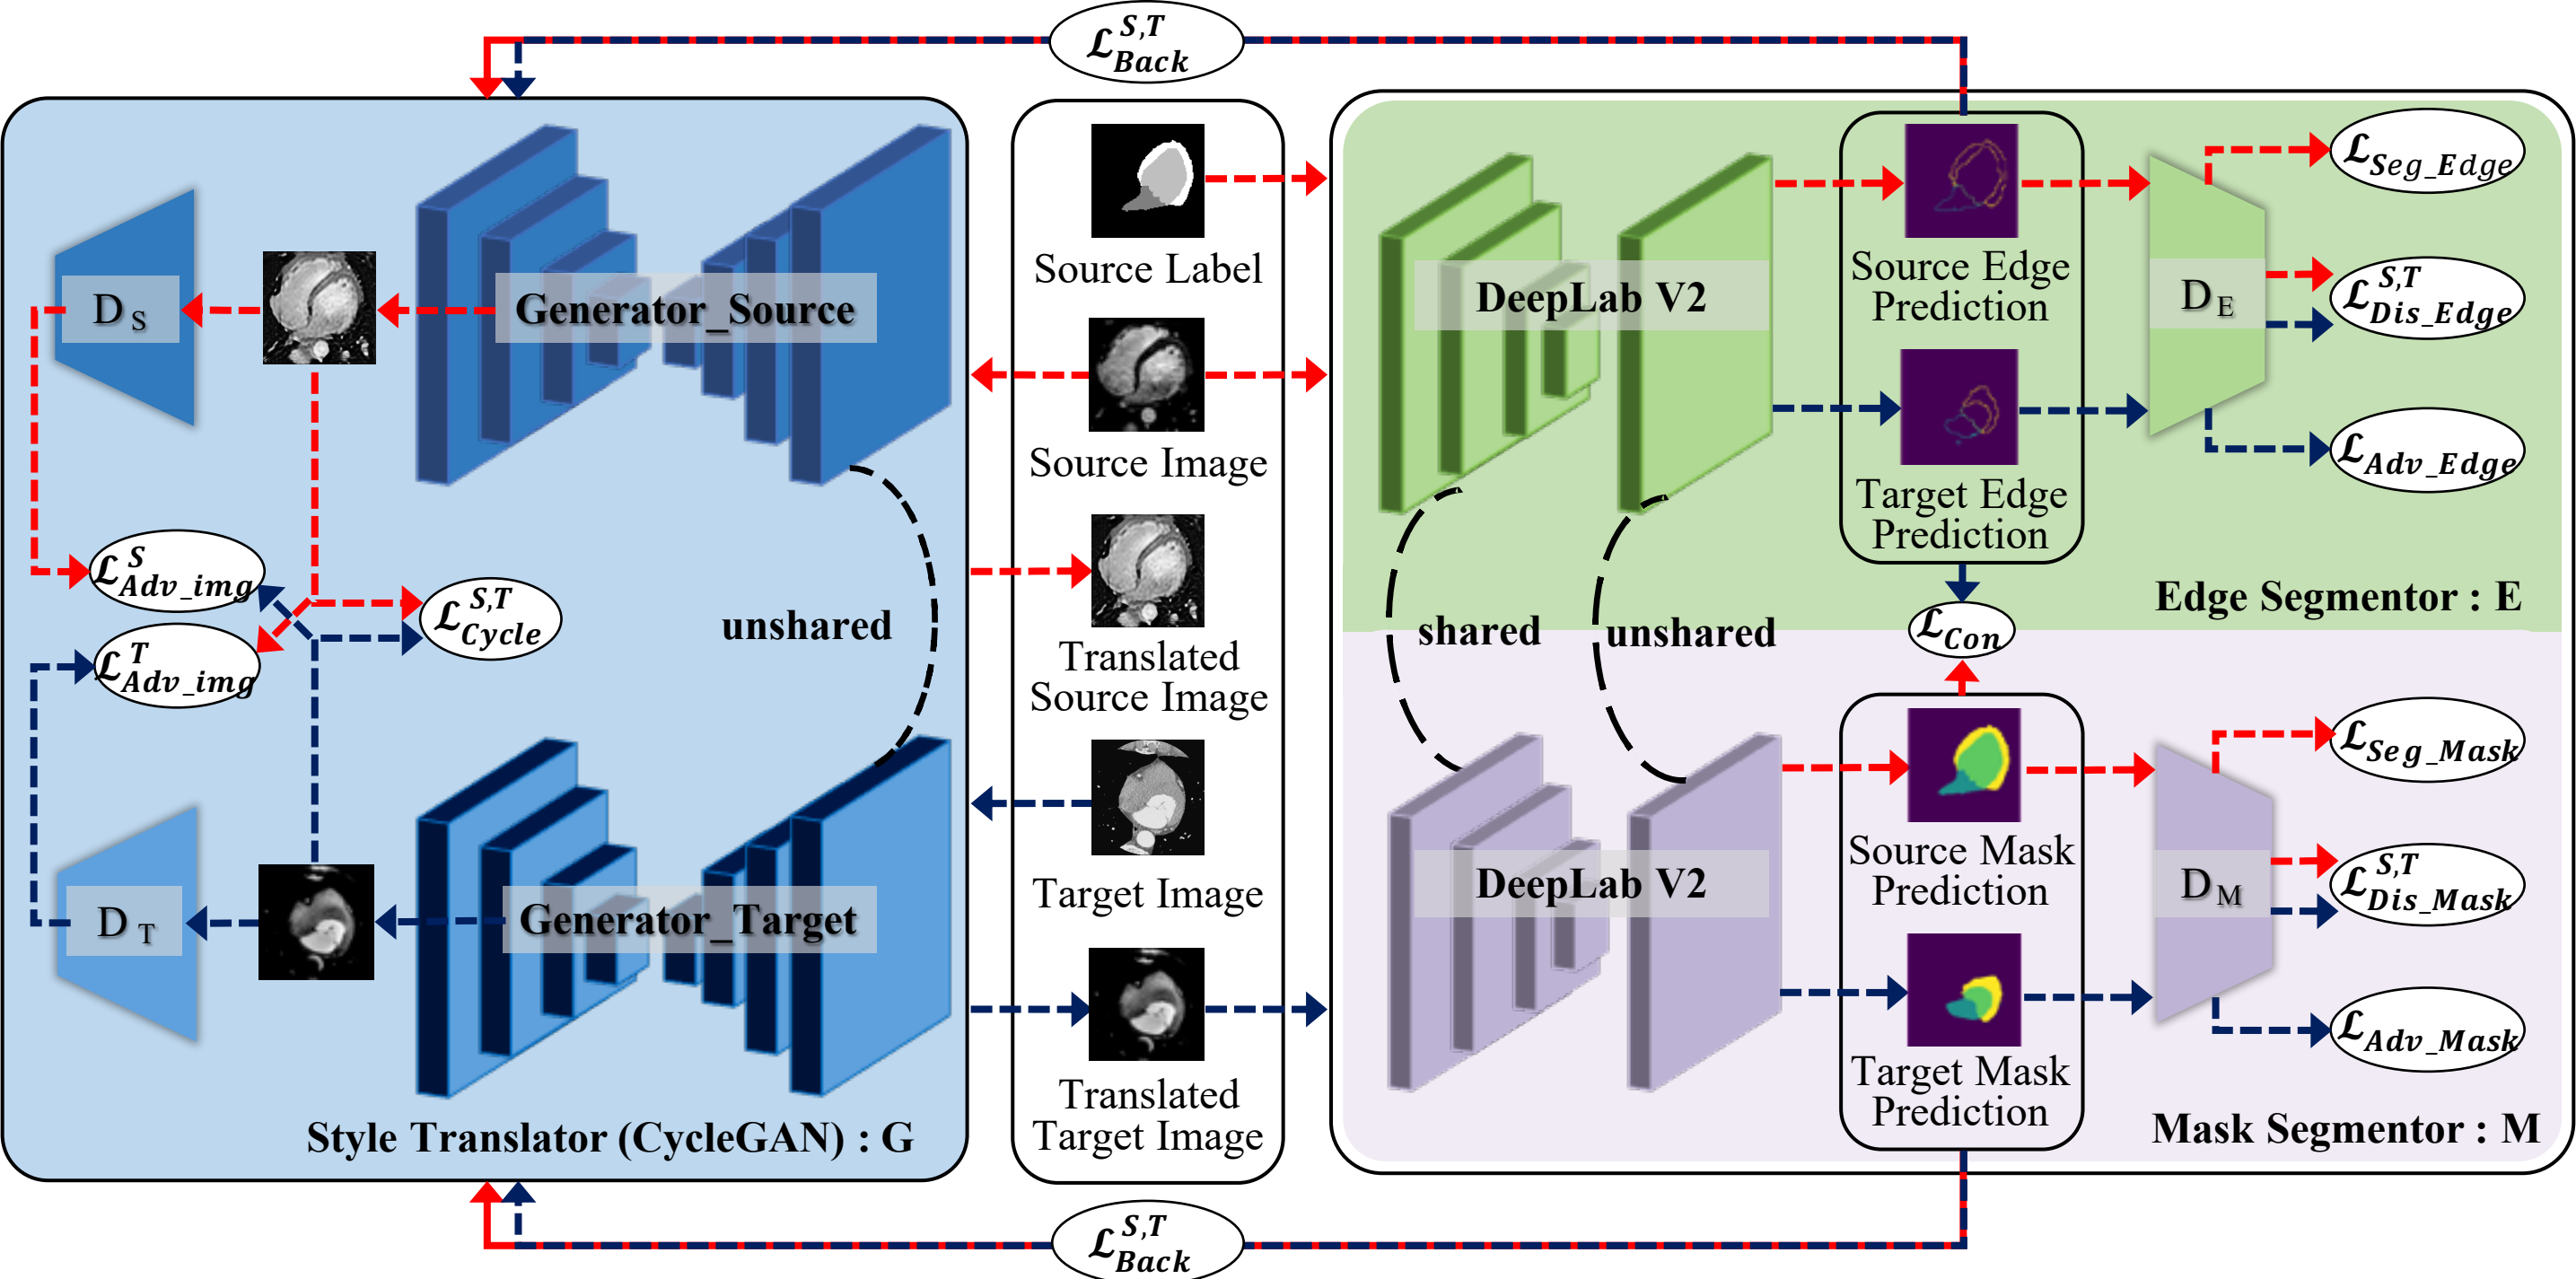 ℒ^{S,T}_{Back}
D_S
Generator_Source
ℒ^S_{Adv_img}
ℒ^T_{Adv_img}
ℒ^{S,T}_{Cycle}
unshared
D_T
Generator_Target
Style Translator (CycleGAN) : G
Source Label
Source Image
Translated
Source Image
Target Image
Translated
Target Image
DeepLab V2
Source Edge
Prediction
Target Edge
Prediction
D_E
ℒ_{Seg_Edge}
ℒ^{S,T}_{Dis_Edge}
ℒ_{Adv_Edge}
Edge Segmentor : E
shared
unshared
ℒ_{Con}
DeepLab V2
Source Mask
Prediction
Target Mask
Prediction
D_M
ℒ_{Seg_Mask}
ℒ^{S,T}_{Dis_Mask}
ℒ_{Adv_Mask}
Mask Segmentor : M
ℒ^{S,T}_{Back}